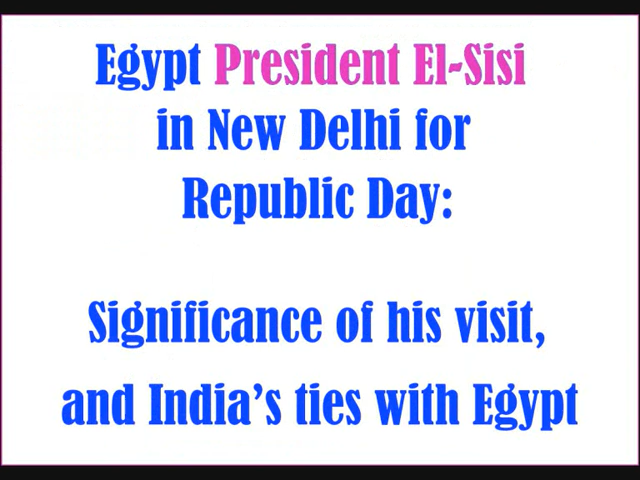 Egypt President El-Sisi
in New Delhi for
Republic Day:
Significance of his visit,
and India's ties with Egypt